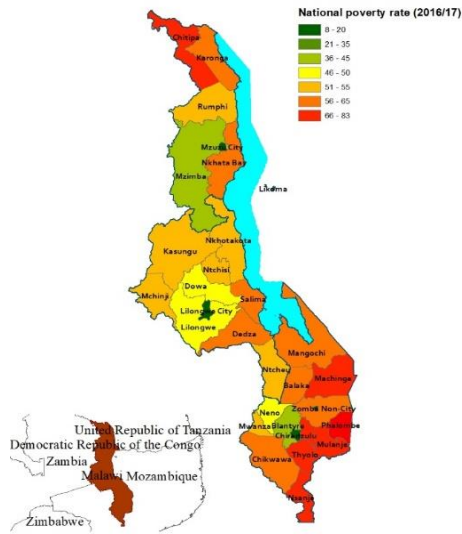 National poverty rate (2016/17)
8 - 20
21 - 35
36 - 45
46 - 50
51 - 55
56 - 65
66 - 83
Chitipa
Karonga
Rumphi
Mzuzu City
Nkhata Bay
Mzimba
Likoma
Nkhotakota
Kasungu
Ntchisi
Dowa
Mchinji
Salima
Lilongwe City
Lilongwe
Dedza
Mangochi
Ntcheu
Machinga
Balaka
Neno
Zomba Non-City
Mwanza
Blantyre
Phalombe
Chiradzulu
Mulanje
Thyolo
Chikwawa
Nsanje
United Republic of Tanzania
Democratic Republic of the Congo
Zambia
Malawi Mozambique
Zimbabwe